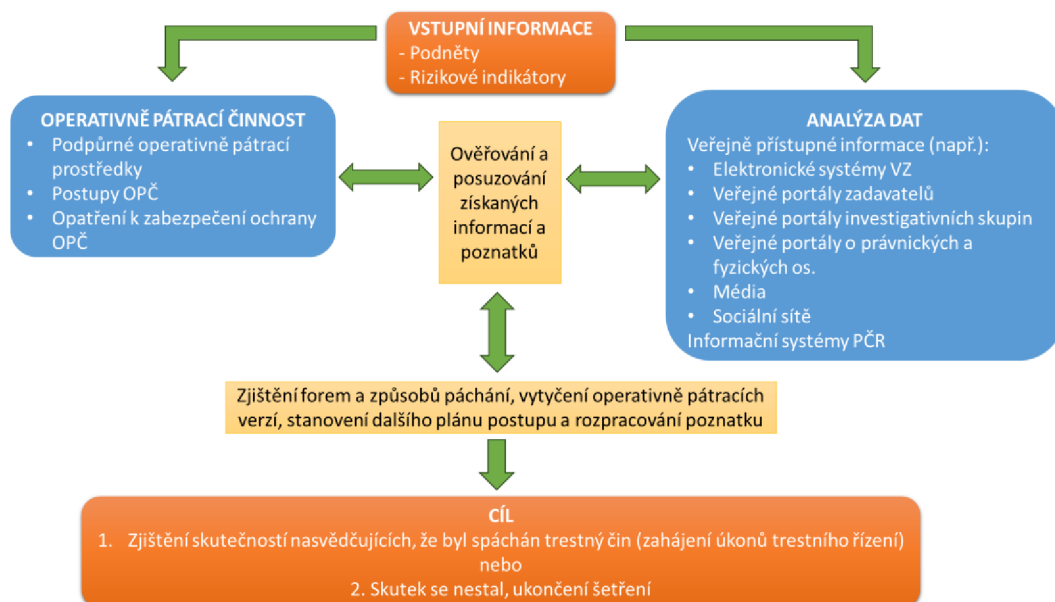 VSTUPNÍ INFORMACE
- Podněty
- Rizikové indikátory
OPERATIVNĚ PÁTRACÍ ČINNOST
• Podpůrné operativně pátrací
prostředky
• Postupy OPČ
• Opatření k zabezpečení ochrany
OPČ
Ověřování a
posuzování
získaných
informací a
poznatků
ANALÝZA DAT
Veřejně přístupné informace (např.):
• Elektronické systémy VZ
• Veřejné portály zadavatelů
• Veřejné portály investigativních skupin
• Veřejné portály o právnických a
fyzických os.
• Média
• Sociální sítě
Informační systémy PČR
Zjištění forem a způsobů páchání, vytyčení operativně pátracích
verzí, stanovení dalšího plánu postupu a rozpracování poznatku
CÍL
1. Zjištění skutečností nasvědčujících, že byl spáchán trestný čin (zahájení úkonů trestního řízení)
nebo
2. Skutek se nestal, ukončení šetření